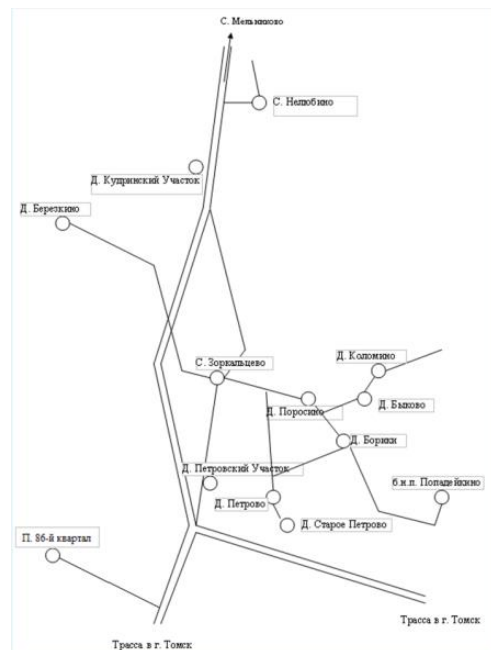 С. Мельниково
С. Нелюбино
Д. Кудринский Участок
Д. Березкино
Д. Коломино
С. Зоркальцево
Д. Поросино
Д. Быково
Д. Борики
Д. Петровский Участок
б.н.п. Попадейкино
Д. Петрово
Д. Старое Петрово
П. 86-й квартал
Трасса в г. Томск
Трасса в г. Томск